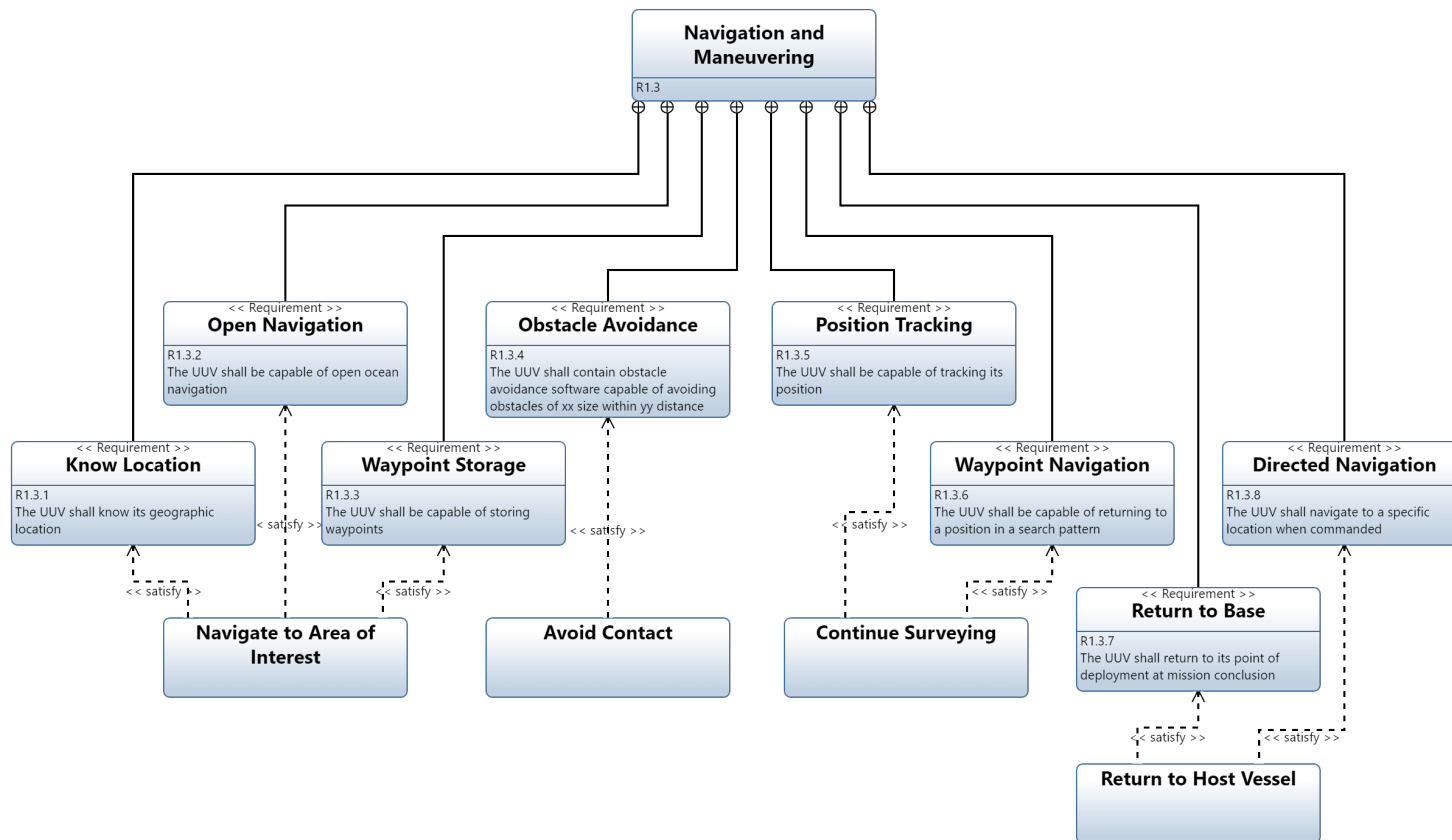 Navigation and
Maneuvering
R1.3
<< Requirement >>
Open Navigation
R1.3.2
The UUV shall be capable of open ocean
navigation
<< Requirement >>
Obstacle Avoidance
R1.3.4
The UUV shall contain obstacle
avoidance software capable of avoiding
obstacles of xx size within yy distance
<< Requirement >>
Position Tracking
R1.3.5
The UUV shall be capable of tracking its
position
<< Requirement >>
Know Location
R1.3.1
The UUV shall know its geographic
location
<< Requirement >>
Waypoint Storage
R1.3.3
The UUV shall be capable of storing
waypoints
<< Requirement >>
Waypoint Navigation
R1.3.6
The UUV shall be capable of returning to
a position in a search pattern
<< Requirement >>
Directed Navigation
R1.3.8
The UUV shall navigate to a specific
location when commanded
< satisfy >>
<< satisfy >>
<< satisfy >>
<< satisfy >>
<< satisfy >>
<< satisfy >>
Navigate to Area of
Interest
Avoid Contact
Continue Surveying
<< Requirement >>
Return to Base
R1.3.7
The UUV shall return to its point of
deployment at mission conclusion
<< satisfy >>
<< satisfy >>
Return to Host Vessel